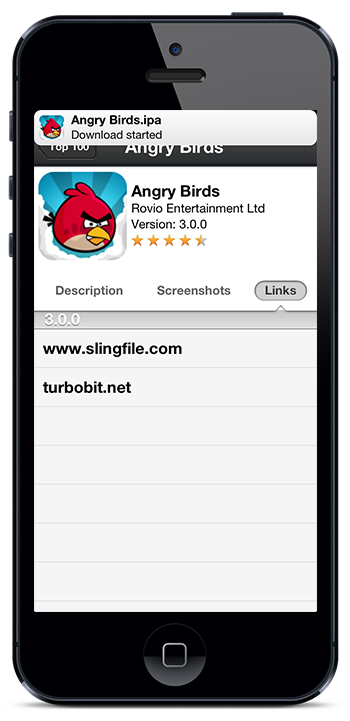 Angry Birds.ipa
Download started
Top 100
Angry Birds
Angry Birds
Rovio Entertainment Ltd
Version: 3.0.0
Description
Screenshots
Links
3.0.0
www.slingfile.com
turbobit.net